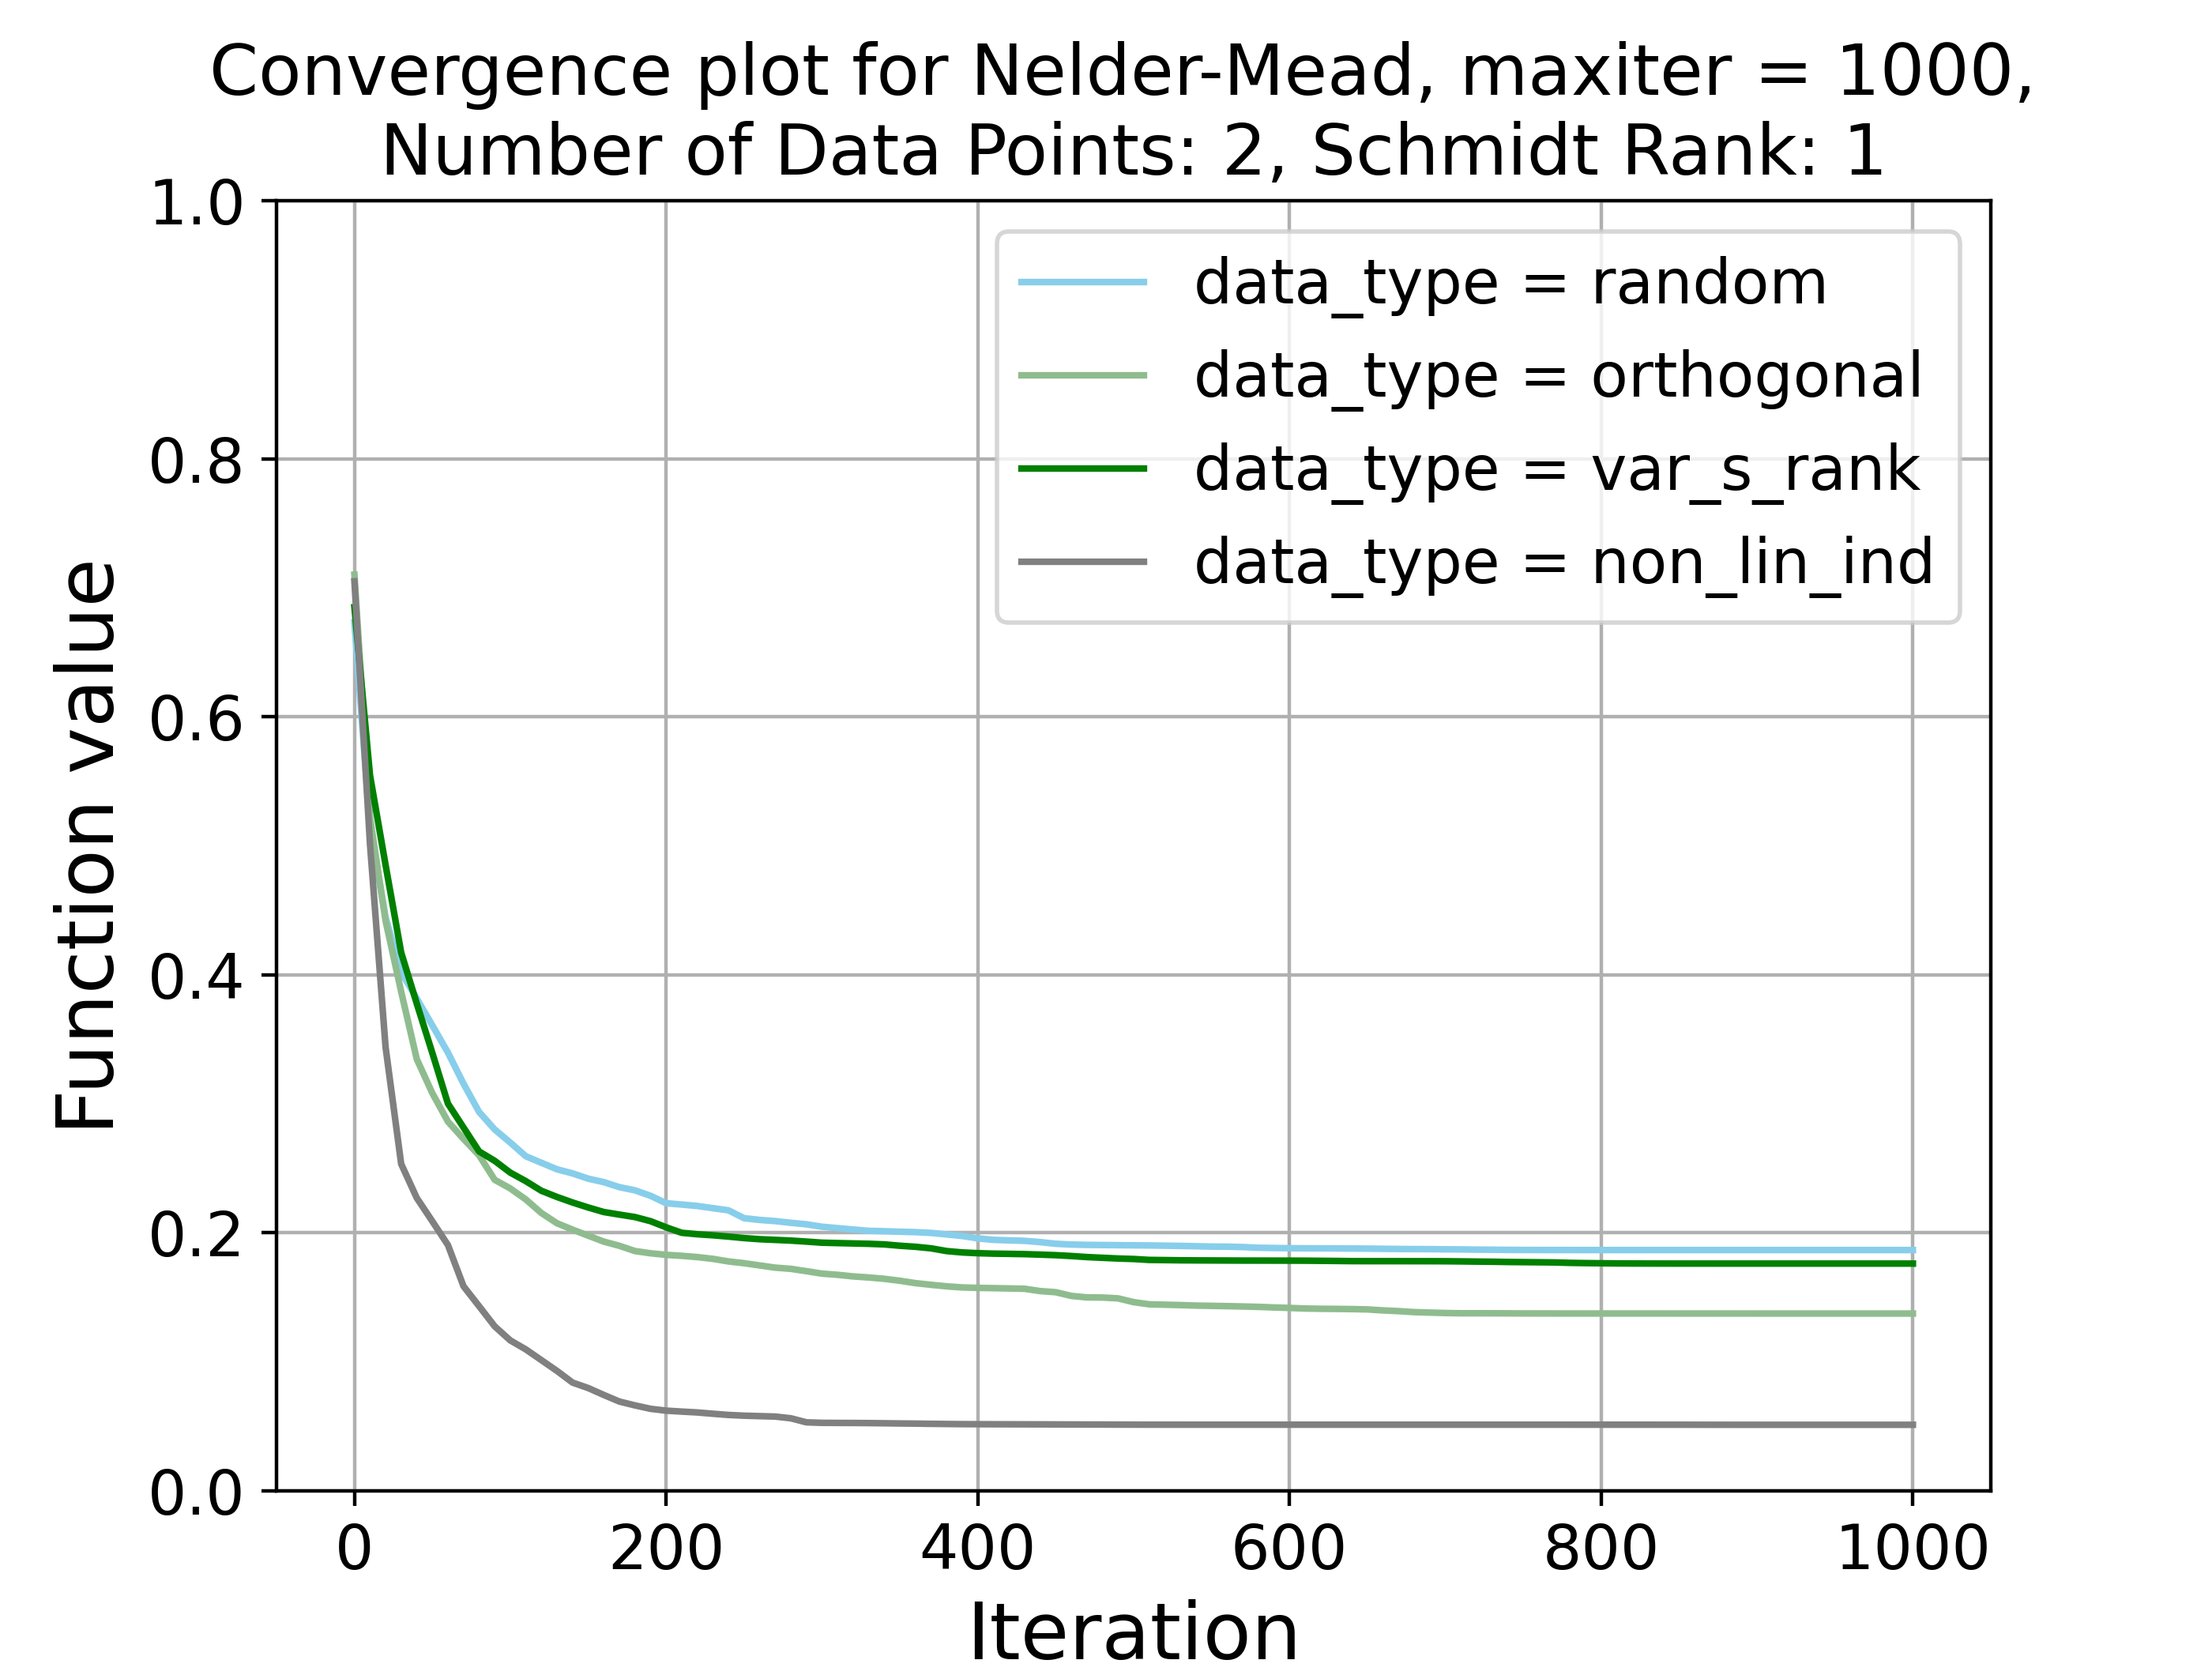 Convergence plot for Nelder-Mead, maxiter = 1000,
Number of Data Points: 2, Schmidt Rank: 1
1.0
0.8
0.6
0.4
0.2
0.0
Function value
data_type = random
data_type = orthogonal
data_type = var_s_rank
data_type = non_lin_ind
0 200 400 600 800 1000
Iteration